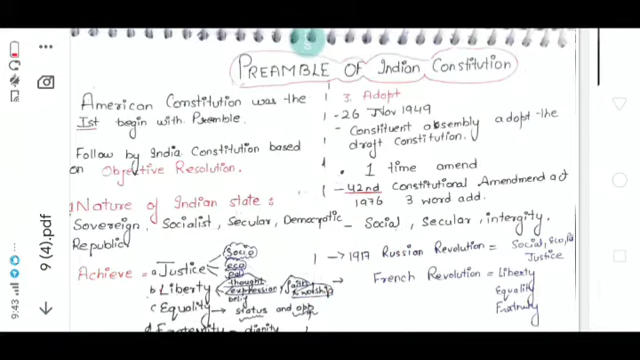 PREAMBLE OF Indian Constitution
American Constitution was the
Ist begin with Preamble.
Follow by India Constitution based
on Objective Resolution.
Nature of Indian state :
Sovereign, Socialist, Secular, Democratic
Republic
Achieve = a Justice
Socio
eco
pol
b. Liberty
thought
expression
belief
faith
& worship
c Equality → status and opp
d Fraternity - dignity
3. Adopt
- 26 Nov 1949
- Constituent assembly adopt the
draft constitution.
• 1 time amend
- 42nd Constitutional Amendment act
1976 3 word add.
- Social, Secular, intergity.
→ 1917 Russian Revolution = Social, Eco, Pol
Justice
→ French Revolution = Liberty
Equality
Fraternity
9 (4).pdf
9:43